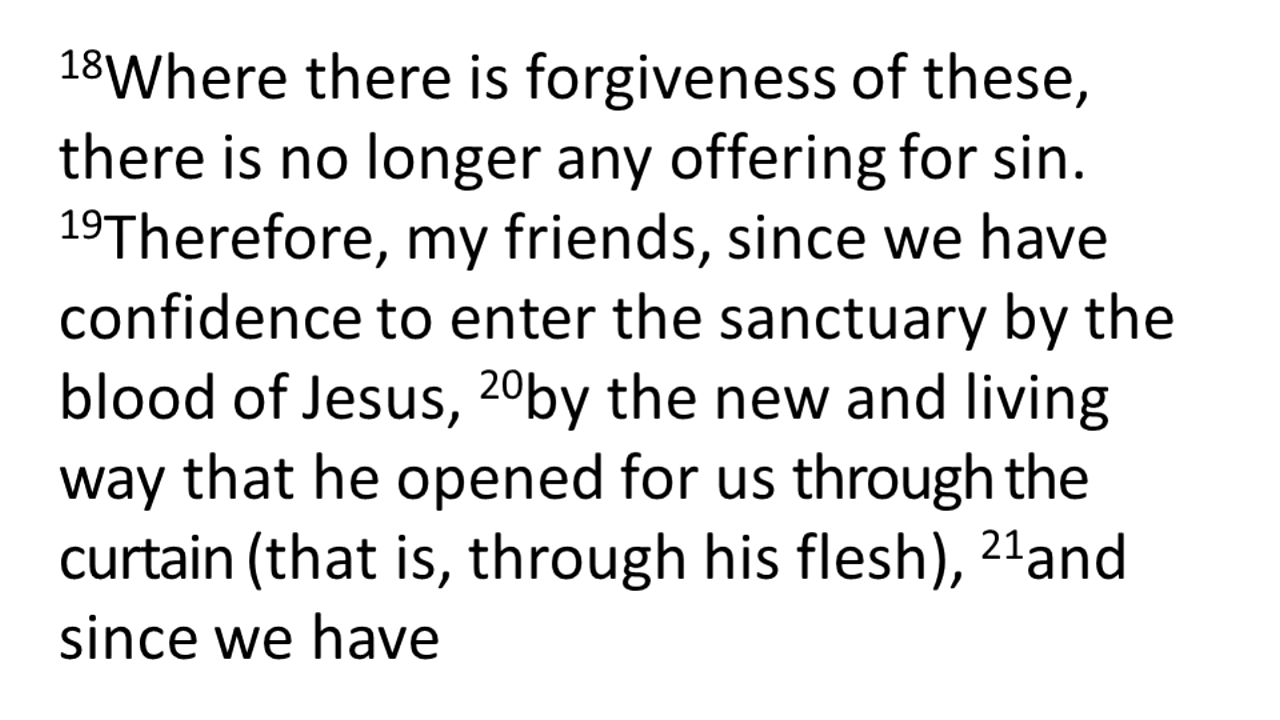 ¹⁸Where there is forgiveness of these,
there is no longer any offering for sin.
¹⁹Therefore, my friends, since we have
confidence to enter the sanctuary by the
blood of Jesus, ²⁰by the new and living
way that he opened for us through the
curtain (that is, through his flesh), ²¹and
since we have